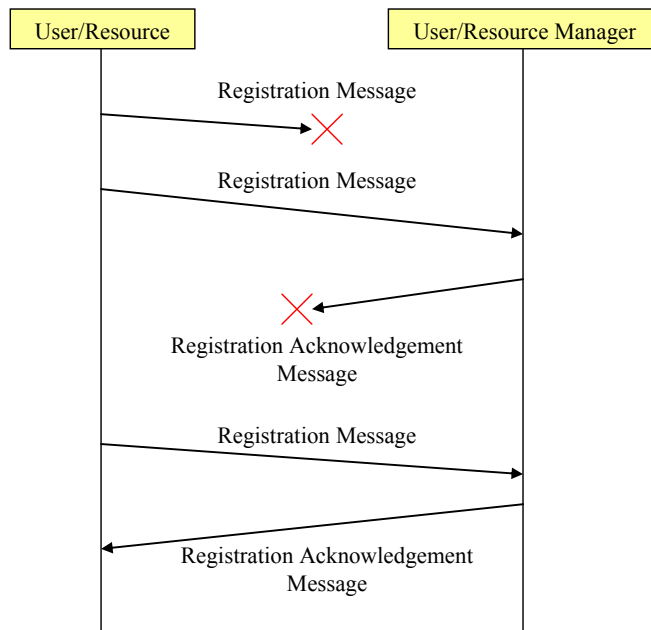 User/Resource
User/Resource Manager
Registration Message
Registration Message
Registration Acknowledgement
Message
Registration Message
Registration Acknowledgement
Message